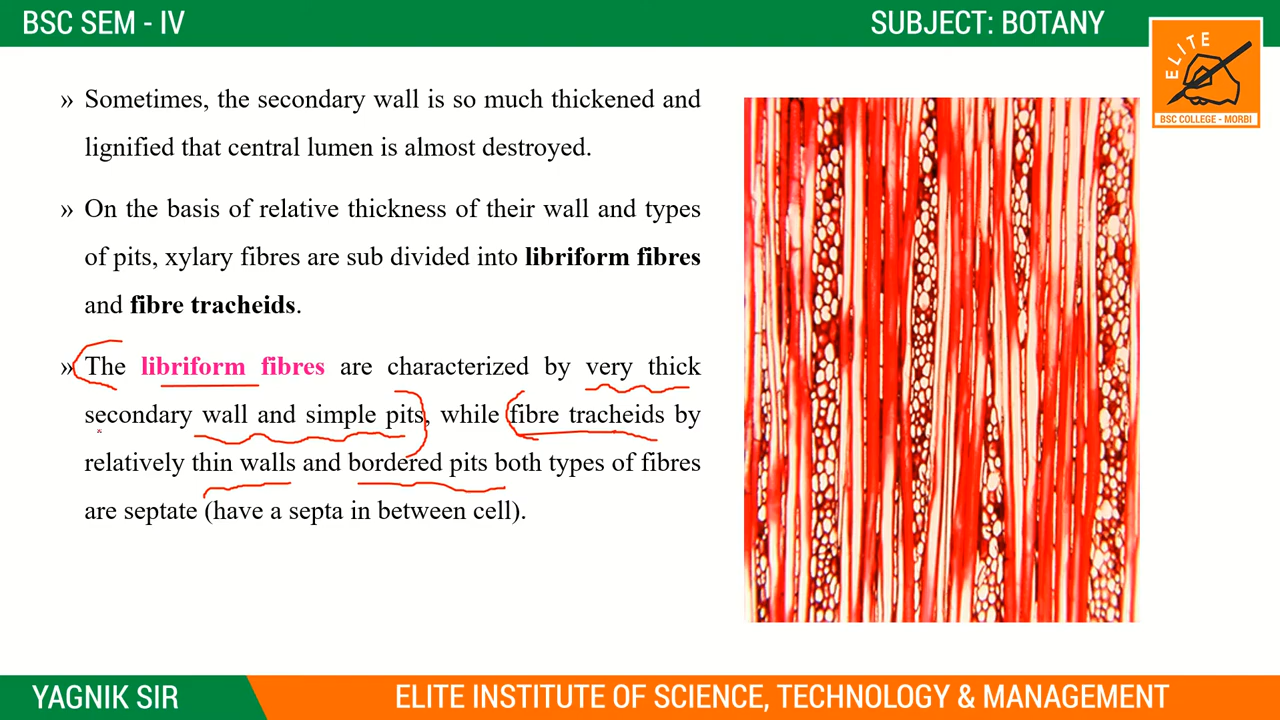 BSC SEM - IV
SUBJECT: BOTANY
ELITE
BSC COLLEGE - MORBI
» Sometimes, the secondary wall is so much thickened and
lignified that central lumen is almost destroyed.
» On the basis of relative thickness of their wall and types
of pits, xylary fibres are sub divided into libriform fibres
and fibre tracheids.
» The libriform fibres are characterized by very thick
secondary wall and simple pits, while fibre tracheids by
relatively thin walls and bordered pits both types of fibres
are septate (have a septa in between cell).
YAGNIK SIR
ELITE INSTITUTE OF SCIENCE, TECHNOLOGY & MANAGEMENT